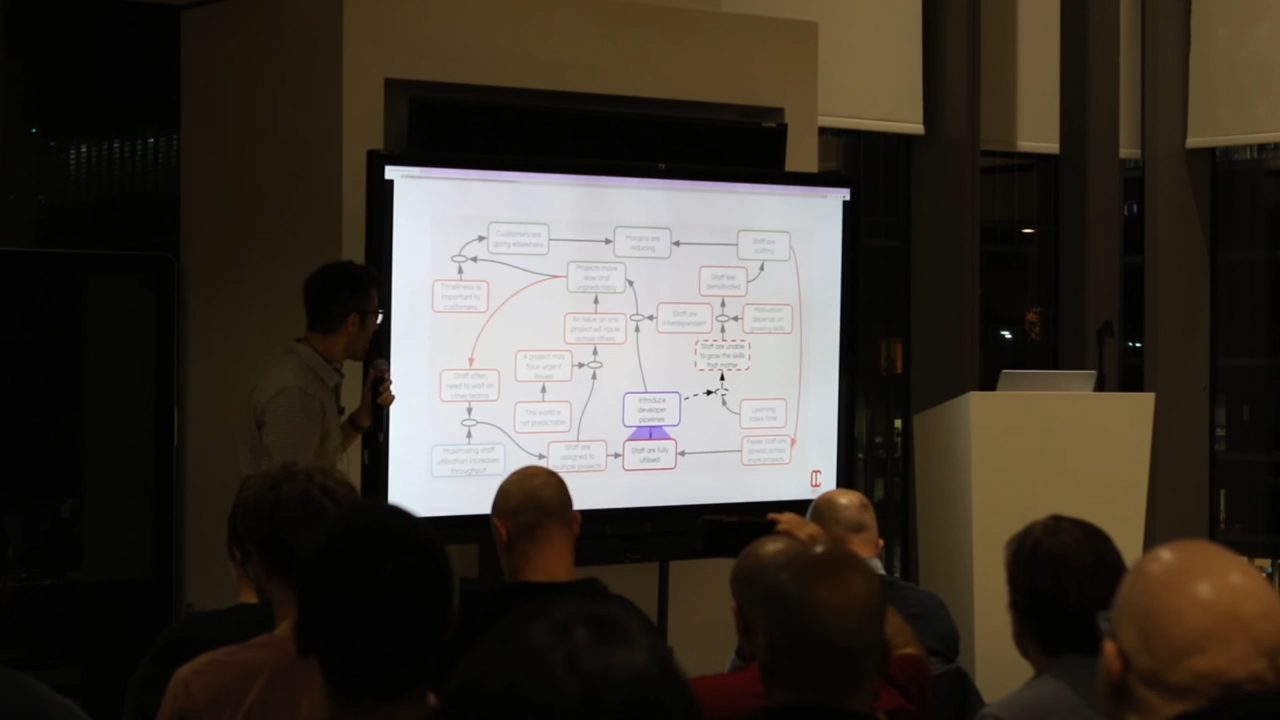 Customers are
going elsewhere
Margins are
reducing
Staff are
quitting
Projects move
slow and
unpredictably
Staff feel
demotivated
Timeliness is
important to
customers
An issue on one
project will ripple
across others
Staff are
interdependent
Motivation
depends on
growing skills
Staff are unable
to grow the skills
that matter
A project may
face urgent
issues
Staff often
need to wait on
other teams
The world is
not predictable
Introduce
developer
pipelines
Learning
takes time
Maximising staff
utilisation increases
throughput
Staff are
assigned to
multiple projects
Staff are fully
utilised
Fewer staff are
spread across
more projects